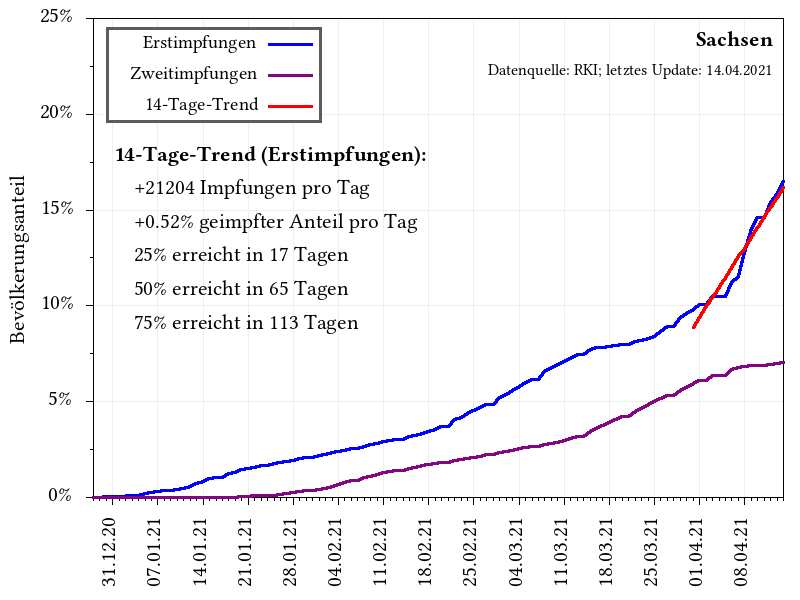 25%
20%
15%
10%
5%
0%
Bevölkerungsanteil
Erstimpfungen
Zweitimpfungen
14-Tage-Trend
Sachsen
Datenquelle: RKI; letztes Update: 14.04.2021
14-Tage-Trend (Erstimpfungen):
+21204 Impfungen pro Tag
+0.52% geimpfter Anteil pro Tag
25% erreicht in 17 Tagen
50% erreicht in 65 Tagen
75% erreicht in 113 Tagen
31.12.20
07.01.21
14.01.21
21.01.21
28.01.21
04.02.21
11.02.21
18.02.21
25.02.21
04.03.21
11.03.21
18.03.21
25.03.21
01.04.21
08.04.21